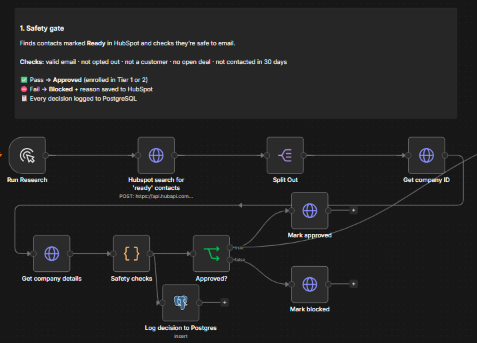 1. Safety gate
Finds contacts marked Ready in HubSpot and checks they're safe to email.
Checks: valid email · not opted out · not a customer · no open deal · not contacted in 30 days
✅ Pass → Approved (enrolled in Tier 1 or 2)
⛔ Fail → Blocked + reason saved to HubSpot
🧾 Every decision logged to PostgreSQL
Run Research
Hubspot search for
'ready' contacts
POST: https://api.hubapi.com...
Split Out
Get company ID
Mark approved
Get company details
Safety checks
Approved?
true
false
Mark blocked
Log decision to Postgres
insert